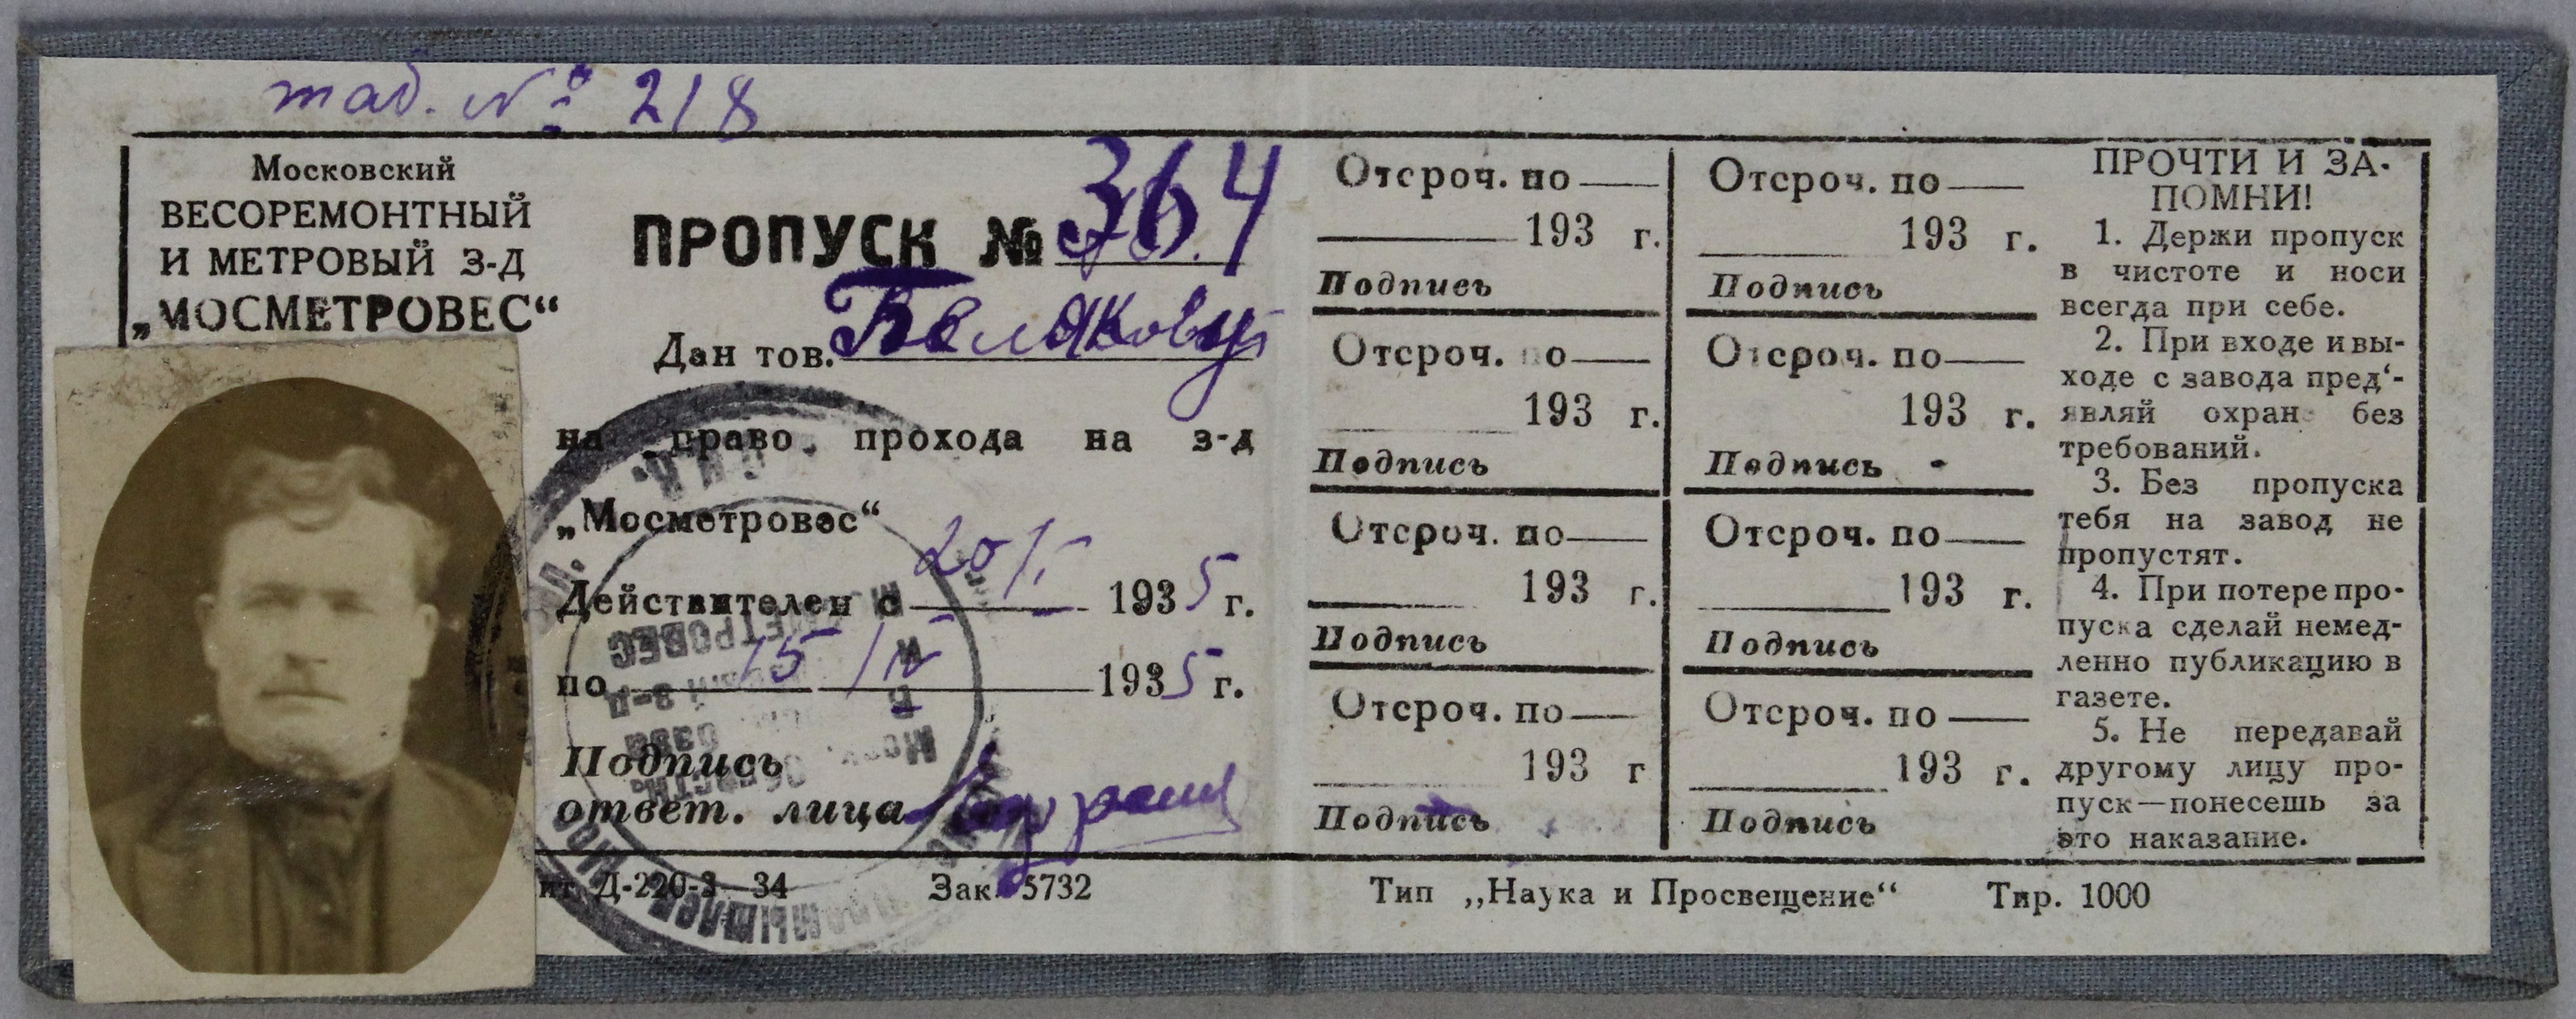 таб. № 218
Московский
ВЕСОРЕМОНТНЫЙ
И МЕТРОВЫЙ З-Д
„МОСМЕТРОВЕС“
ПРОПУСК № 364
Дан тов. Белякову
на право прохода на з-д
„Мосметровес“
Действителен с 20/I 1935 г.
по 15/IV 1935 г.
Подпись
ответ. лица
Д-220-3—34 Зак. 5732
Отсроч. по
193 г.
Подпись
Отсроч. по
193 г.
Подпись
Отсроч. по
193 г.
Подпись
Отсроч. по
193 г
Подпись
Отсроч. по
193 г.
Подпись
Отсроч. по
193 г.
Подпись
Отсроч. по
193 г.
Подпись
Отсроч. по
193 г.
Подпись
Тип „Наука и Просвещение“ Тир. 1000
ПРОЧТИ И ЗА-
ПОМНИ!
1. Держи пропуск
в чистоте и носи
всегда при себе.
2. При входе и вы-
ходе с завода пред‘-
являй охране без
требований.
3. Без пропуска
тебя на завод не
пропустят.
4. При потере про-
пуска сделай немед-
ленно публикацию в
газете.
5. Не передавай
другому лицу про-
пуск—понесешь за
это наказание.